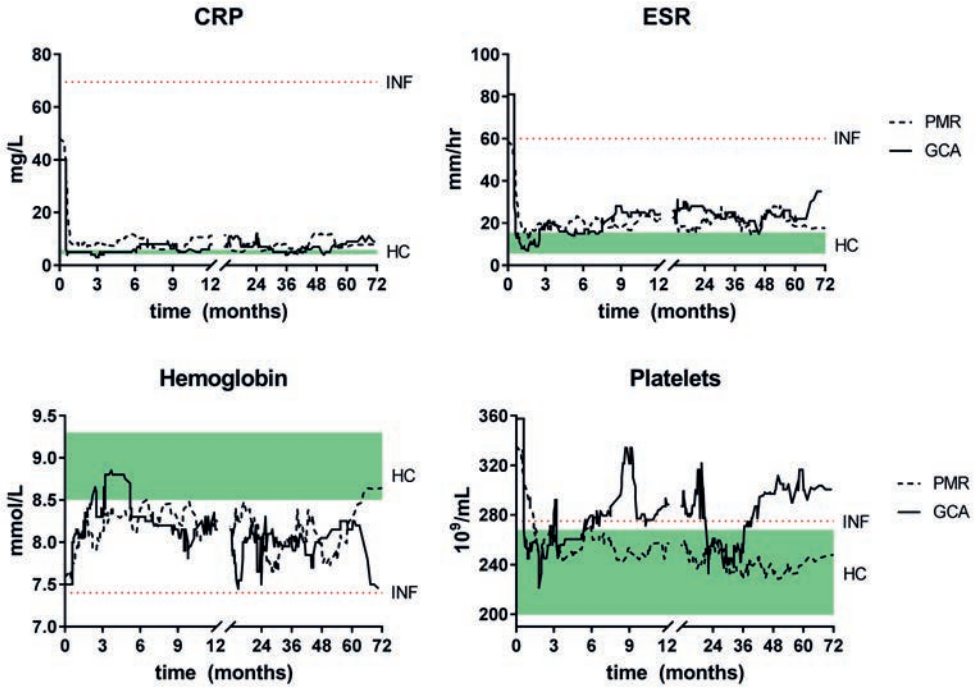 CRP
80
60
40
20
0
mg/L
INF
HC
0 3 6 9 12 24 36 48 60 72
time (months)
ESR
100
80
60
40
20
0
mm/hr
INF
HC
0 3 6 9 12 24 36 48 60 72
time (months)
PMR
GCA
Hemoglobin
9.5
9.0
8.5
8.0
7.5
7.0
mmol/L
HC
INF
0 3 6 9 12 24 36 48 60 72
time (months)
Platelets
360
320
280
240
200
10⁹/mL
INF
HC
0 3 6 9 12 24 36 48 60 72
time (months)
PMR
GCA